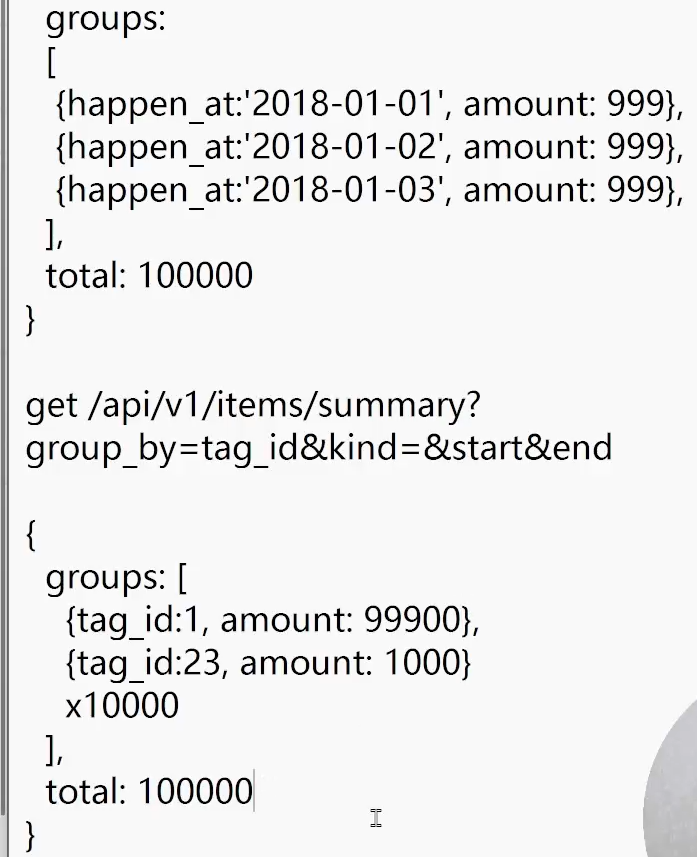 groups:
[
{happen_at:'2018-01-01', amount: 999},
{happen_at:'2018-01-02', amount: 999},
{happen_at:'2018-01-03', amount: 999},
],
total: 100000
}
get /api/v1/items/summary?
group_by=tag_id&kind=&start&end
{
groups: [
{tag_id:1, amount: 99900},
{tag_id:23, amount: 1000}
x10000
],
total: 100000
}